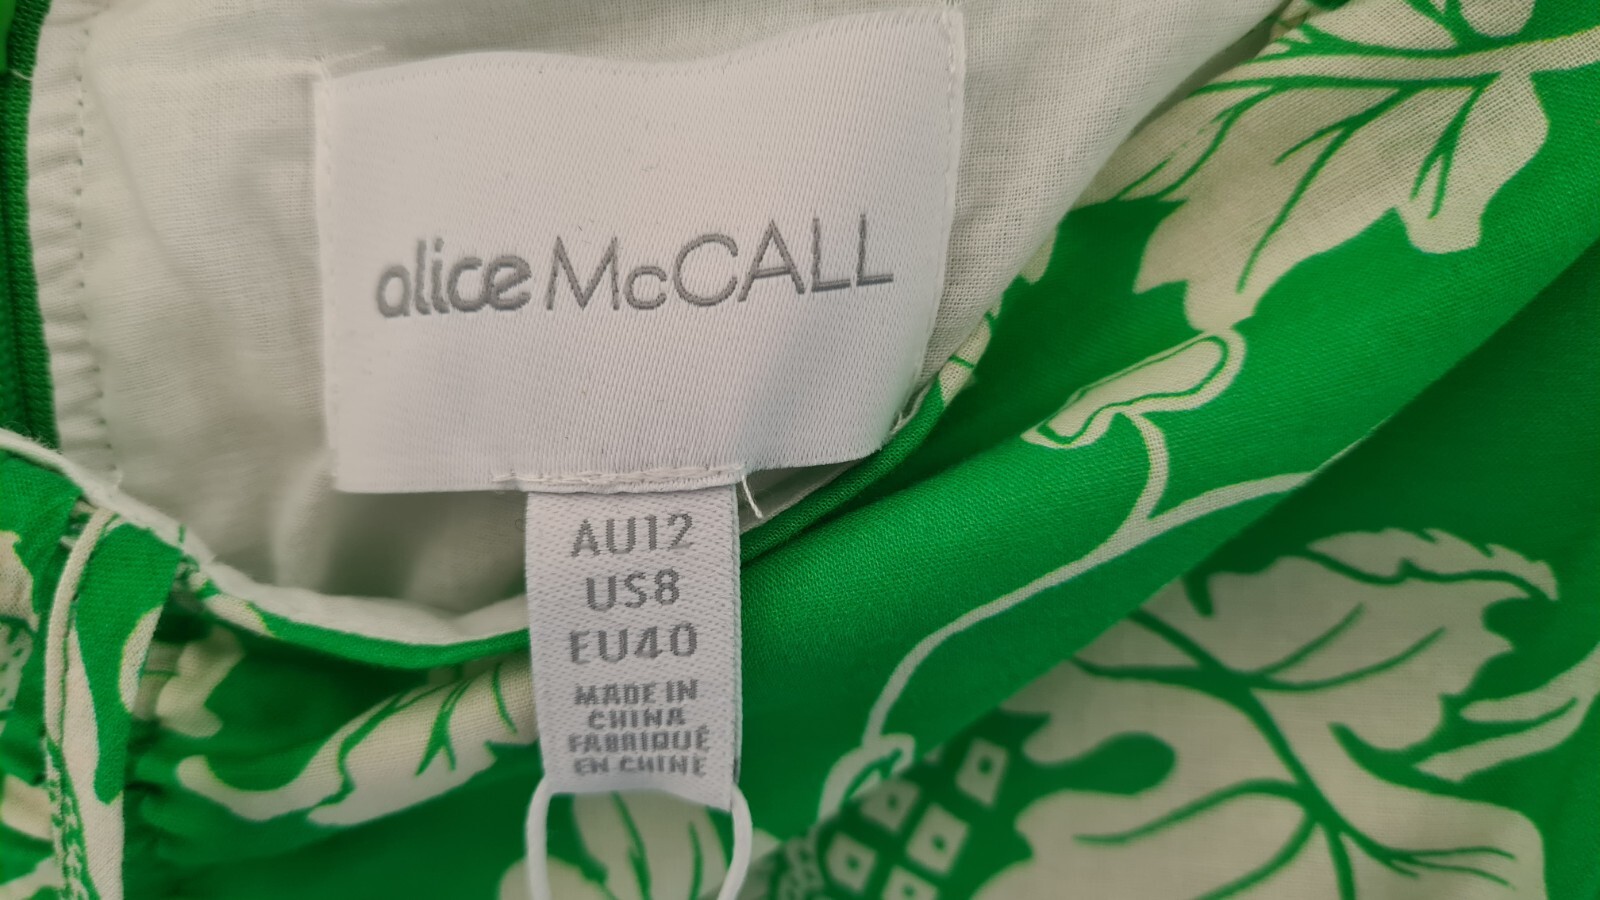 alice McCALL
AU12
US8
EU40
MADE IN
CHINA
FABRIQUÉ
EN CHINE